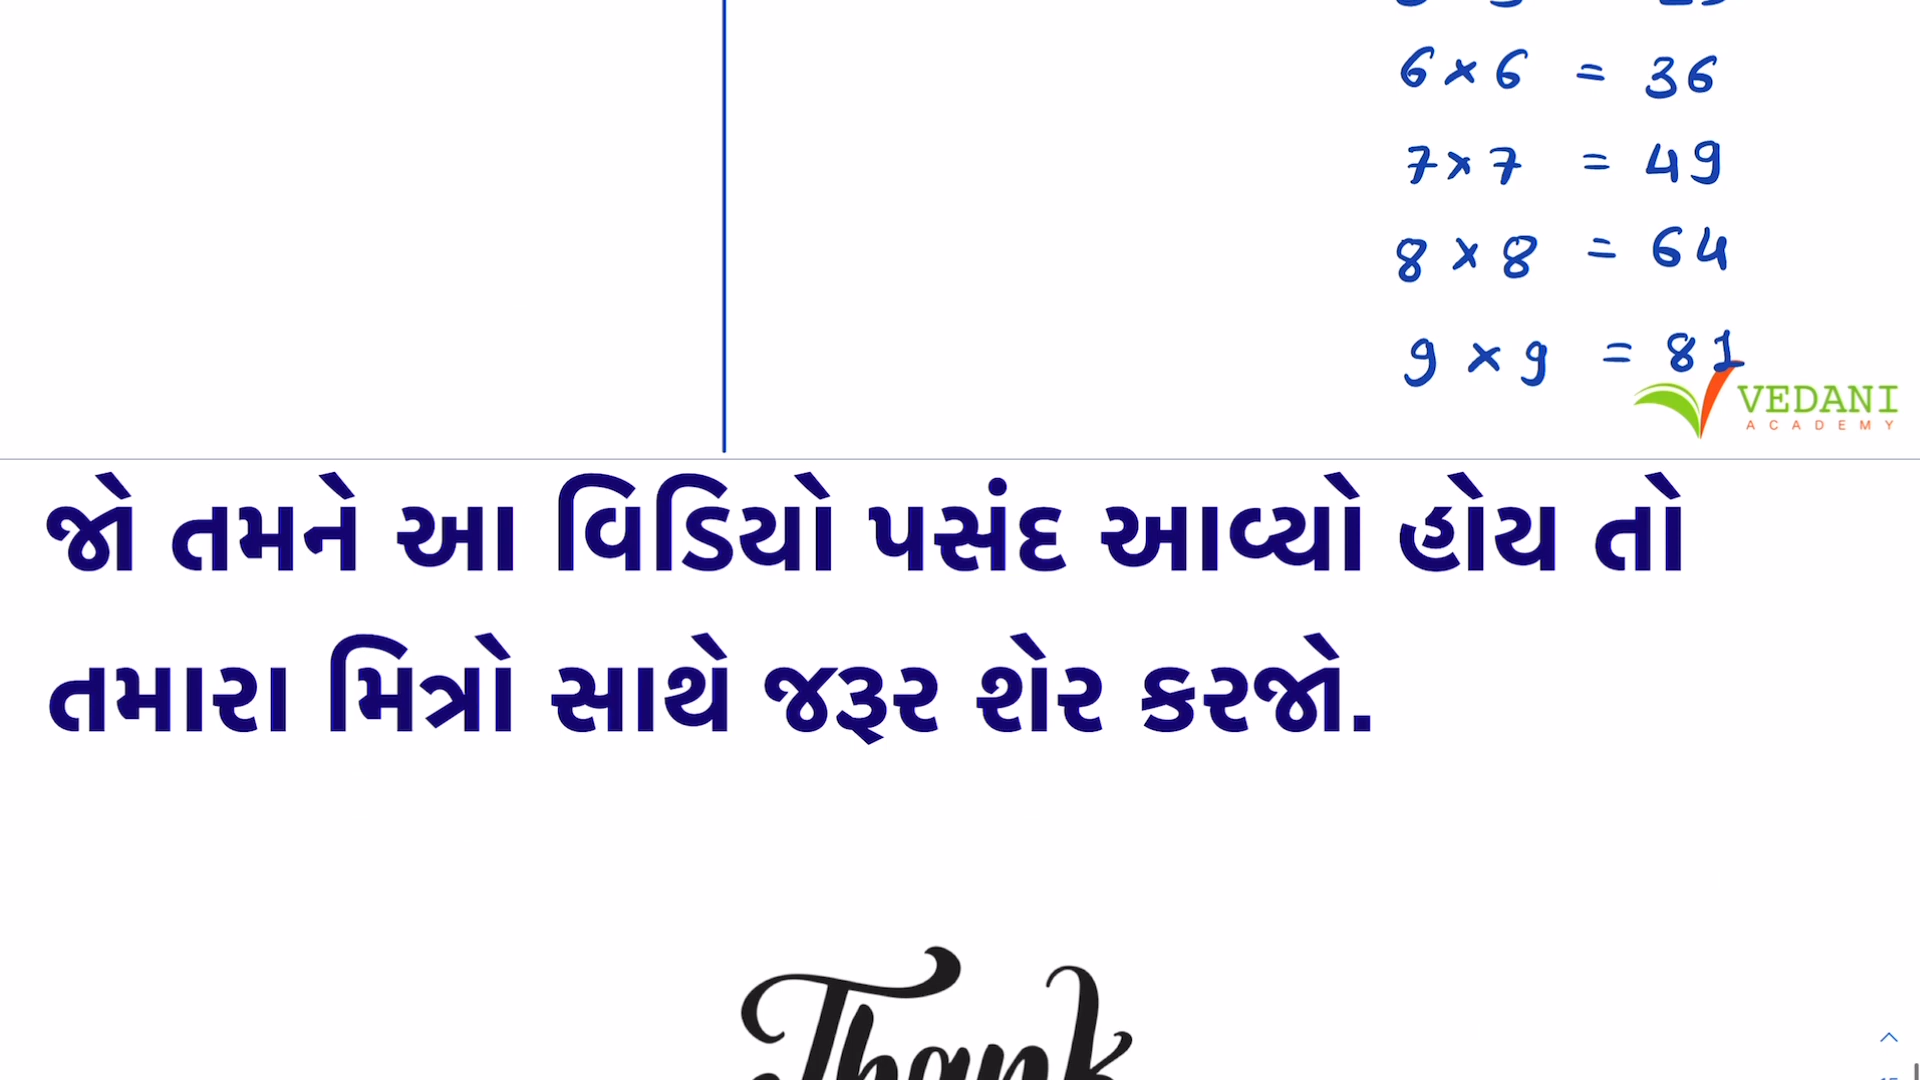 6 × 6 = 36
7 × 7 = 49
8 × 8 = 64
9 × 9 = 81
VEDANI
ACADEMY
જો તમને આ વિડિયો પસંદ આવ્યો હોય તો
તમારા મિત્રો સાથે જરૂર શેર કરજો.
Thank